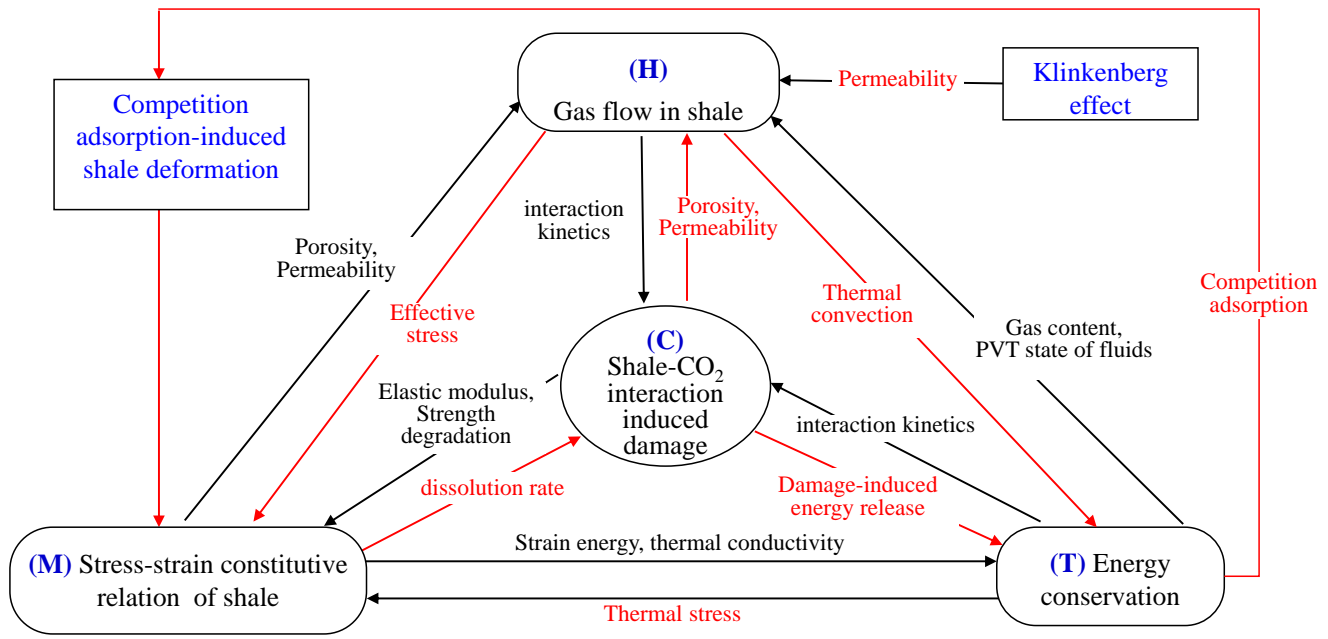 (H)
Gas flow in shale
Permeability
Klinkenberg
effect
Competition
adsorption-induced
shale deformation
interaction
kinetics
Porosity,
Permeability
Porosity,
Permeability
Effective
stress
Thermal
convection
Competition
adsorption
Gas content,
PVT state of fluids
(C)
Shale-CO₂
interaction
induced
damage
Elastic modulus,
Strength
degradation
interaction kinetics
dissolution rate
Damage-induced
energy release
Strain energy, thermal conductivity
(M) Stress-strain constitutive
relation of shale
(T) Energy
conservation
Thermal stress